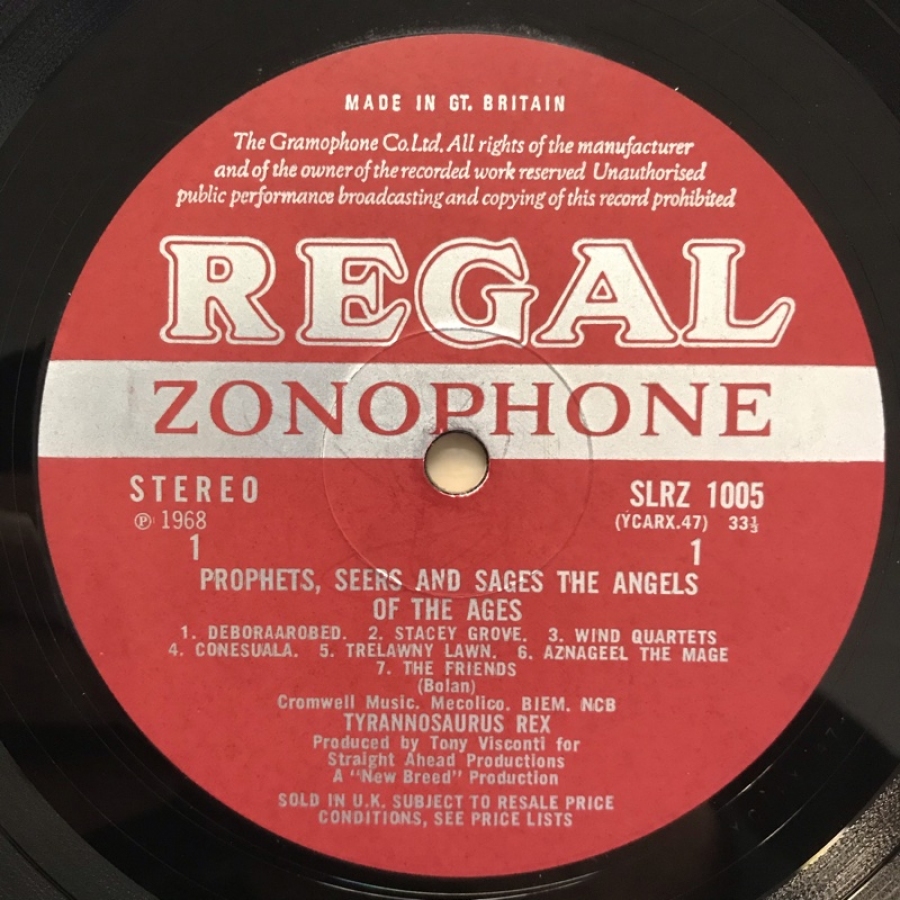 MADE IN GT. BRITAIN
The Gramophone Co.Ltd. All rights of the manufacturer
and of the owner of the recorded work reserved Unauthorised
public performance broadcasting and copying of this record prohibited
REGAL
ZONOPHONE
STEREO SLRZ 1005
℗ 1968 (YCARX.47) 33⅓
1 1
PROPHETS, SEERS AND SAGES THE ANGELS
OF THE AGES
1. DEBORAAROBED. 2. STACEY GROVE. 3. WIND QUARTETS
4. CONESUALA. 5. TRELAWNY LAWN. 6. AZNAGEEL THE MAGE
7. THE FRIENDS
(Bolan)
Cromwell Music. Mecolico. BIEM. NCB
TYRANNOSAURUS REX
Produced by Tony Visconti for
Straight Ahead Productions
A "New Breed" Production
SOLD IN U.K. SUBJECT TO RESALE PRICE
CONDITIONS, SEE PRICE LISTS